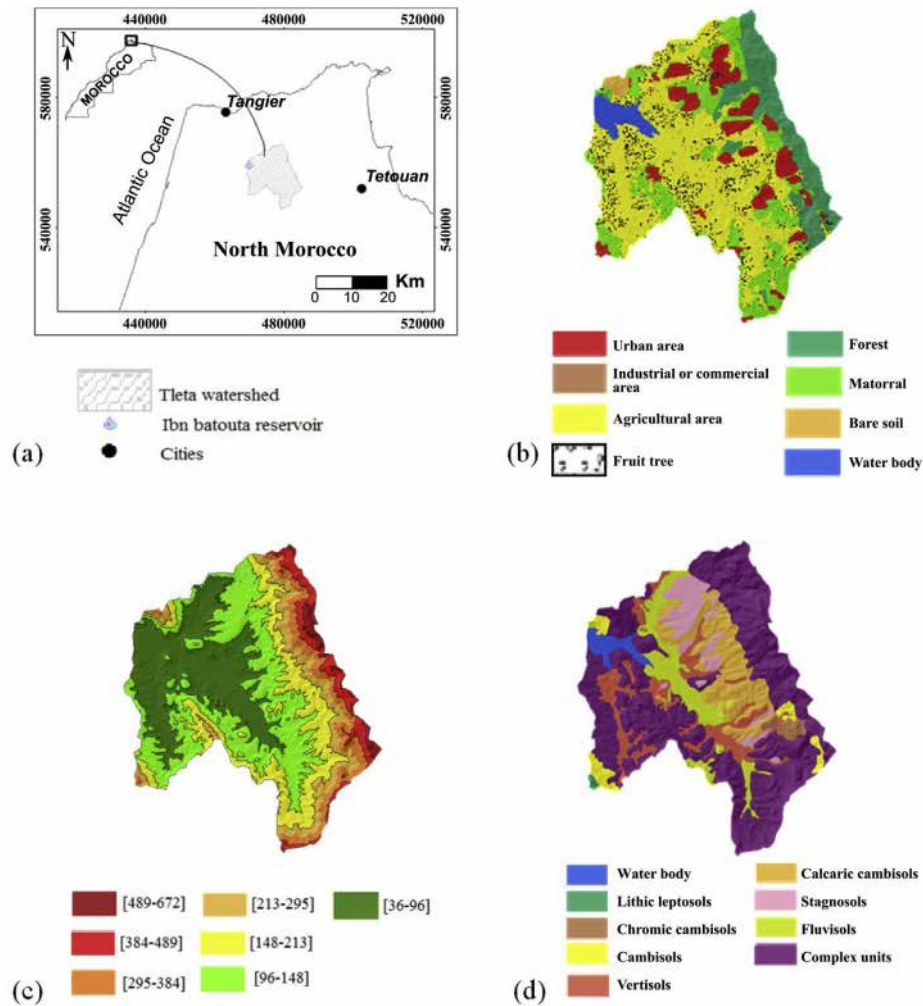 440000 480000 520000
N
MOROCCO
580000
580000
Tangier
Atlantic Ocean
Tetouan
540000
540000
North Morocco
Km
0 10 20
440000 480000 520000
Tleta watershed
Ibn batouta reservoir
(a) Cities
Urban area
Forest
Industrial or commercial
area
Matorral
Agricultural area
Bare soil
(b)
Fruit tree
Water body
[489-672]
[213-295]
[36-96]
[384-489]
[148-213]
(c)
[295-384]
[96-148]
Water body
Calcaric cambisols
Lithic leptosols
Stagnosols
Chromic cambisols
Fluvisols
Cambisols
Complex units
(d)
Vertisols